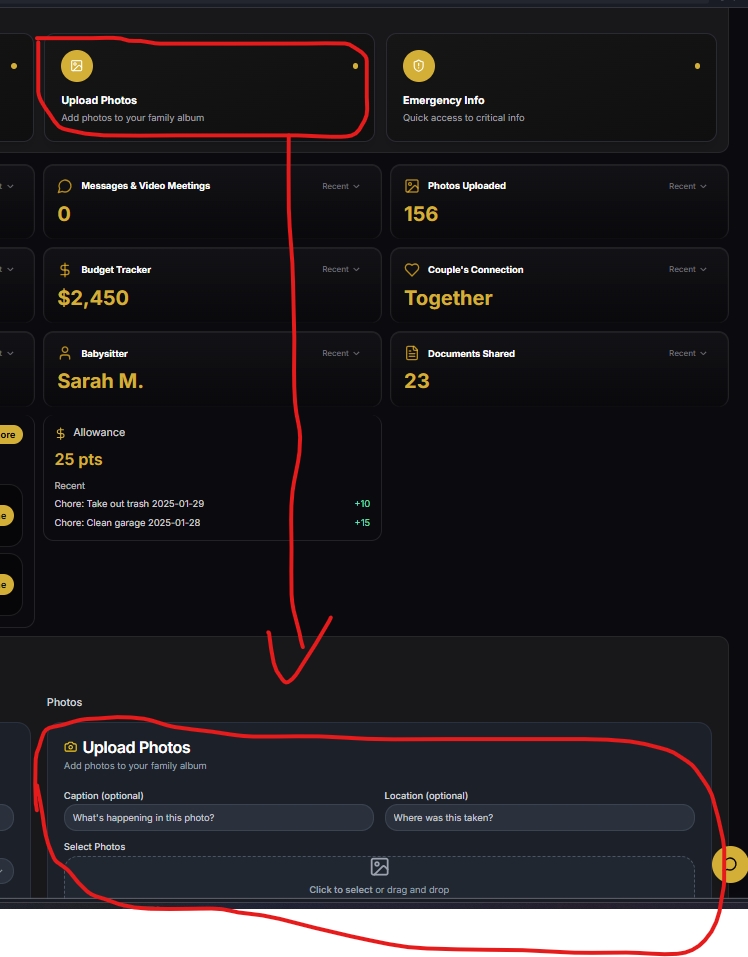 Upload Photos
Add photos to your family album
Emergency Info
Quick access to critical info
Messages & Video Meetings
Recent
0
Photos Uploaded
Recent
156
Budget Tracker
Recent
$2,450
Couple's Connection
Recent
Together
Babysitter
Recent
Sarah M.
Documents Shared
Recent
23
ore
Allowance
25 pts
Recent
Chore: Take out trash 2025-01-29
+10
Chore: Clean garage 2025-01-28
+15
Photos
Upload Photos
Add photos to your family album
Caption (optional)
Location (optional)
What's happening in this photo?
Where was this taken?
Select Photos
Click to select or drag and drop